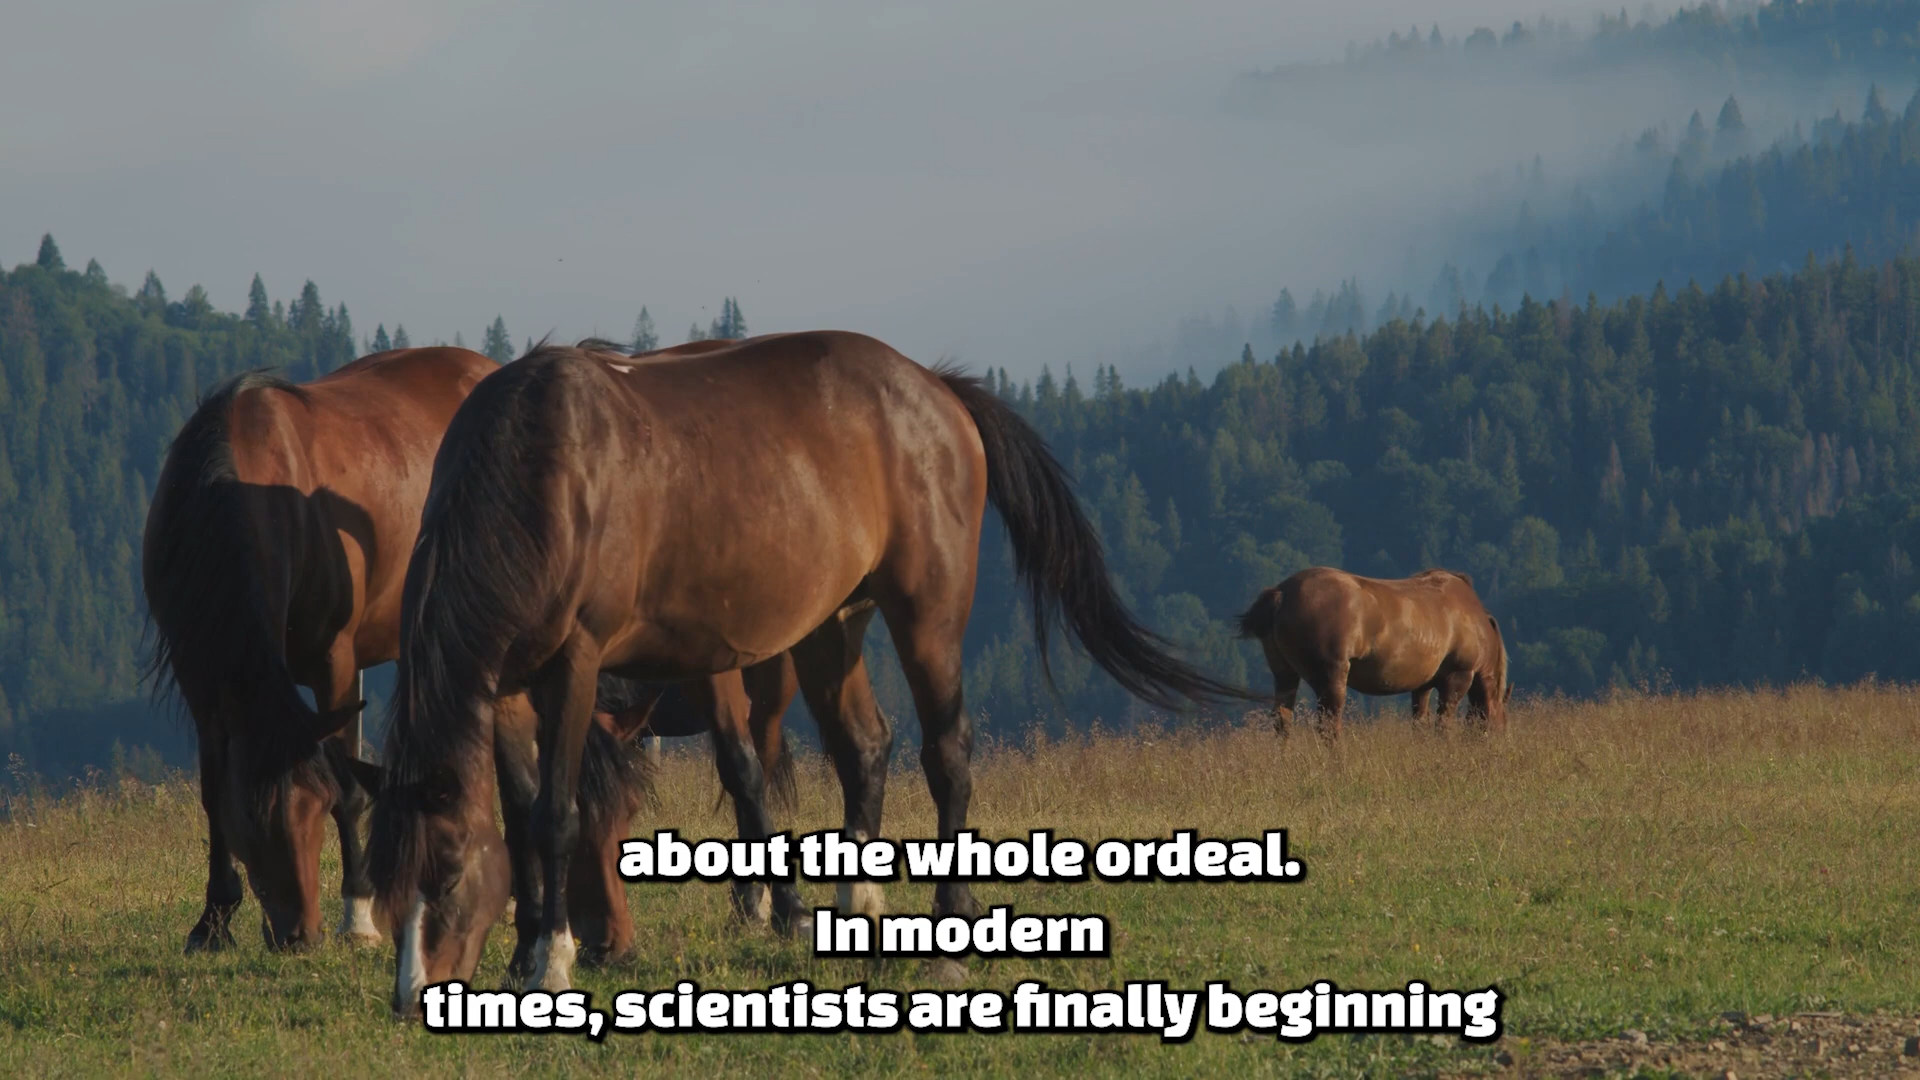 about the whole ordeal.
In modern
times, scientists are finally beginning